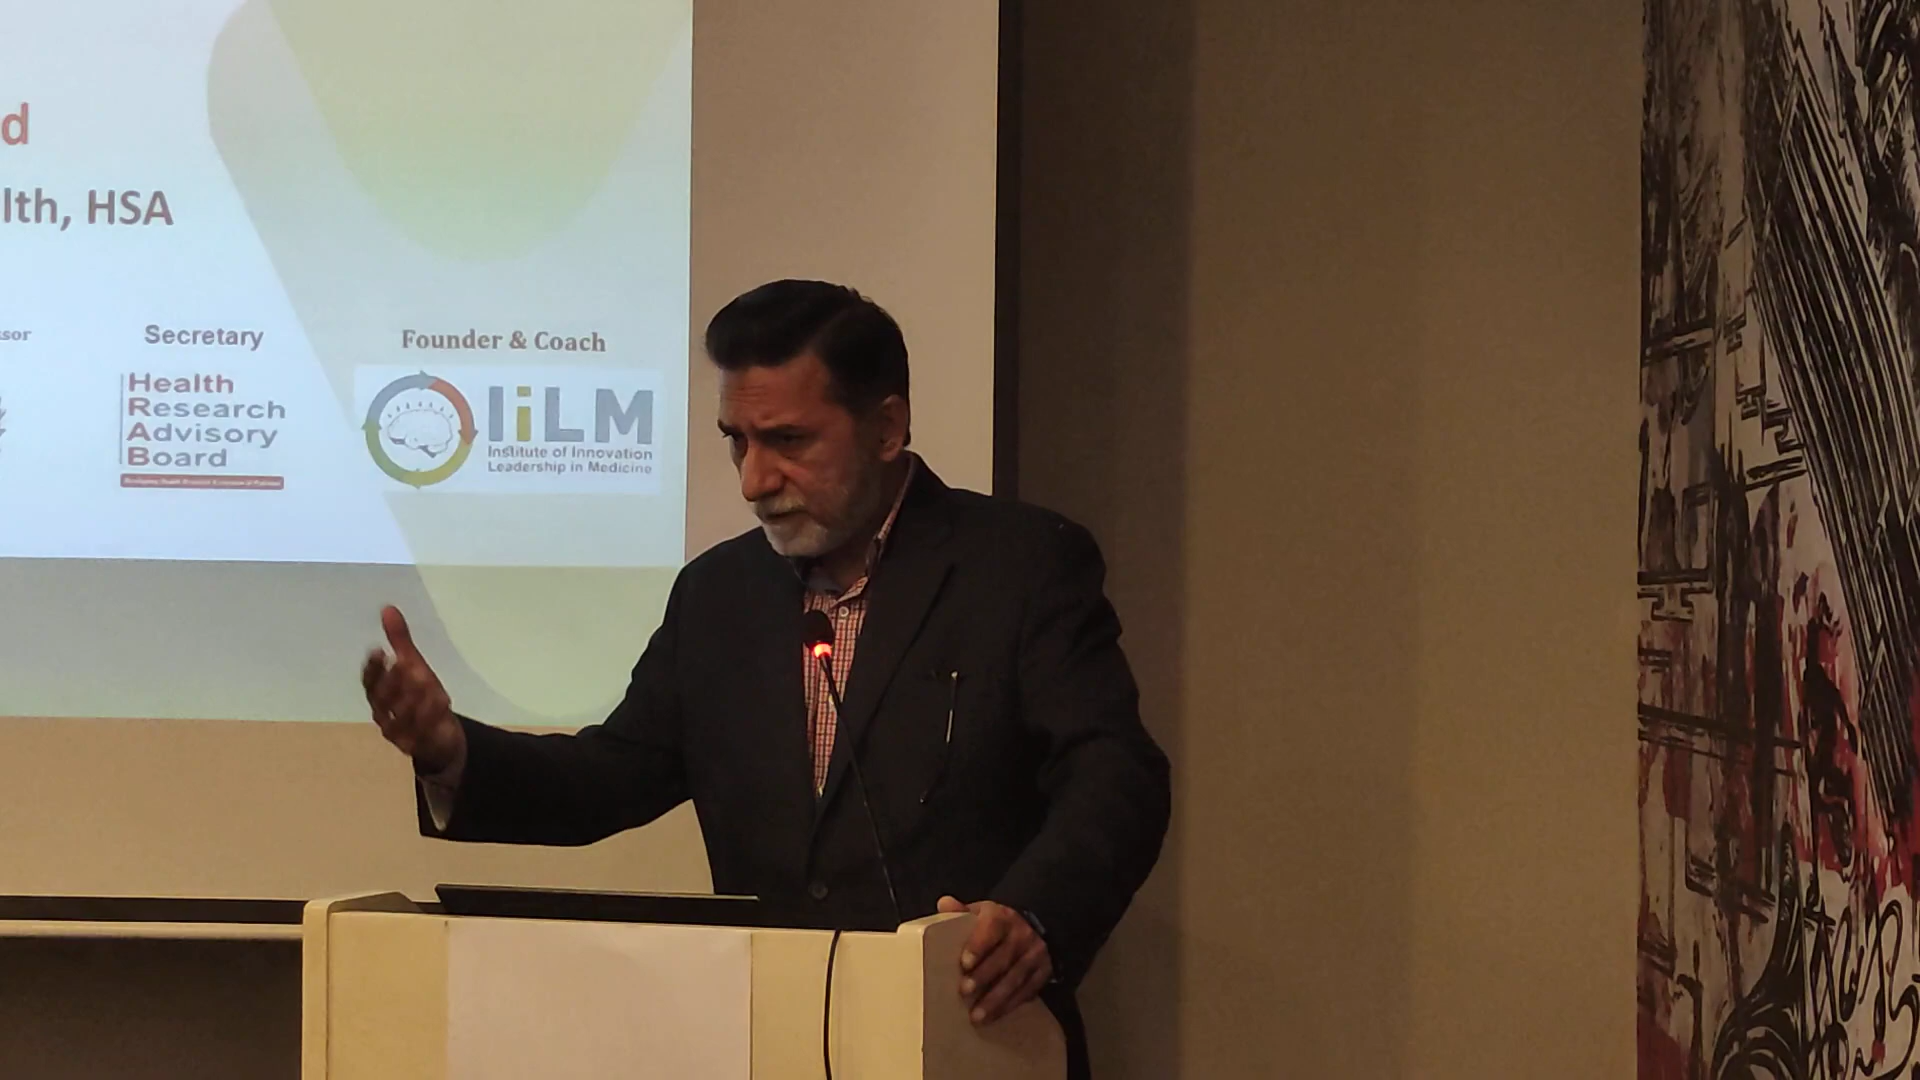 d
lth, HSA
sor
Secretary
Founder & Coach
Health
Research
Advisory
Board
IiLM
Institute of Innovation
Leadership in Medicine